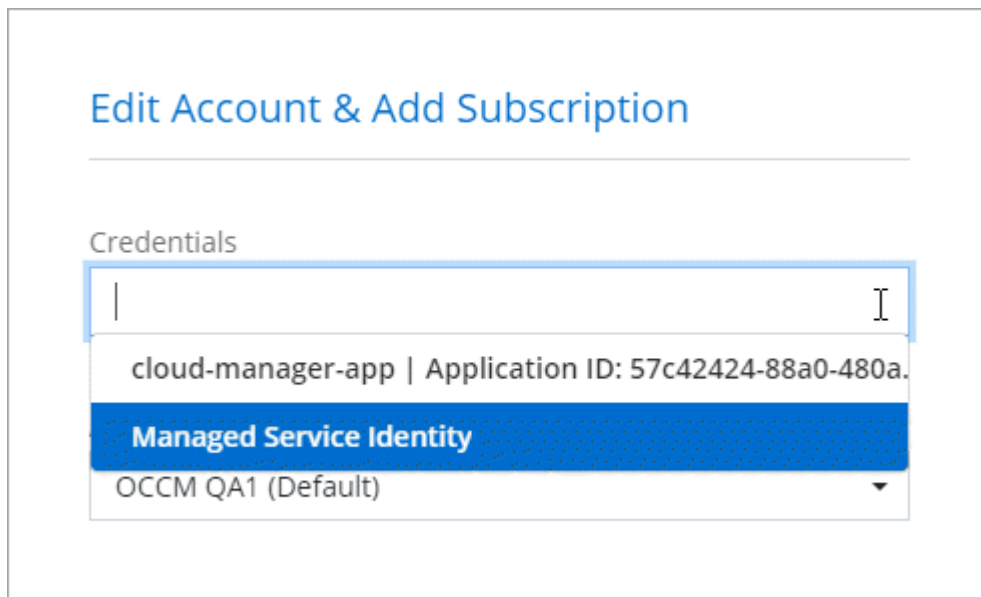 Edit Account & Add Subscription
Credentials
cloud-manager-app | Application ID: 57c42424-88a0-480a.
Managed Service Identity
OCCM QA1 (Default)